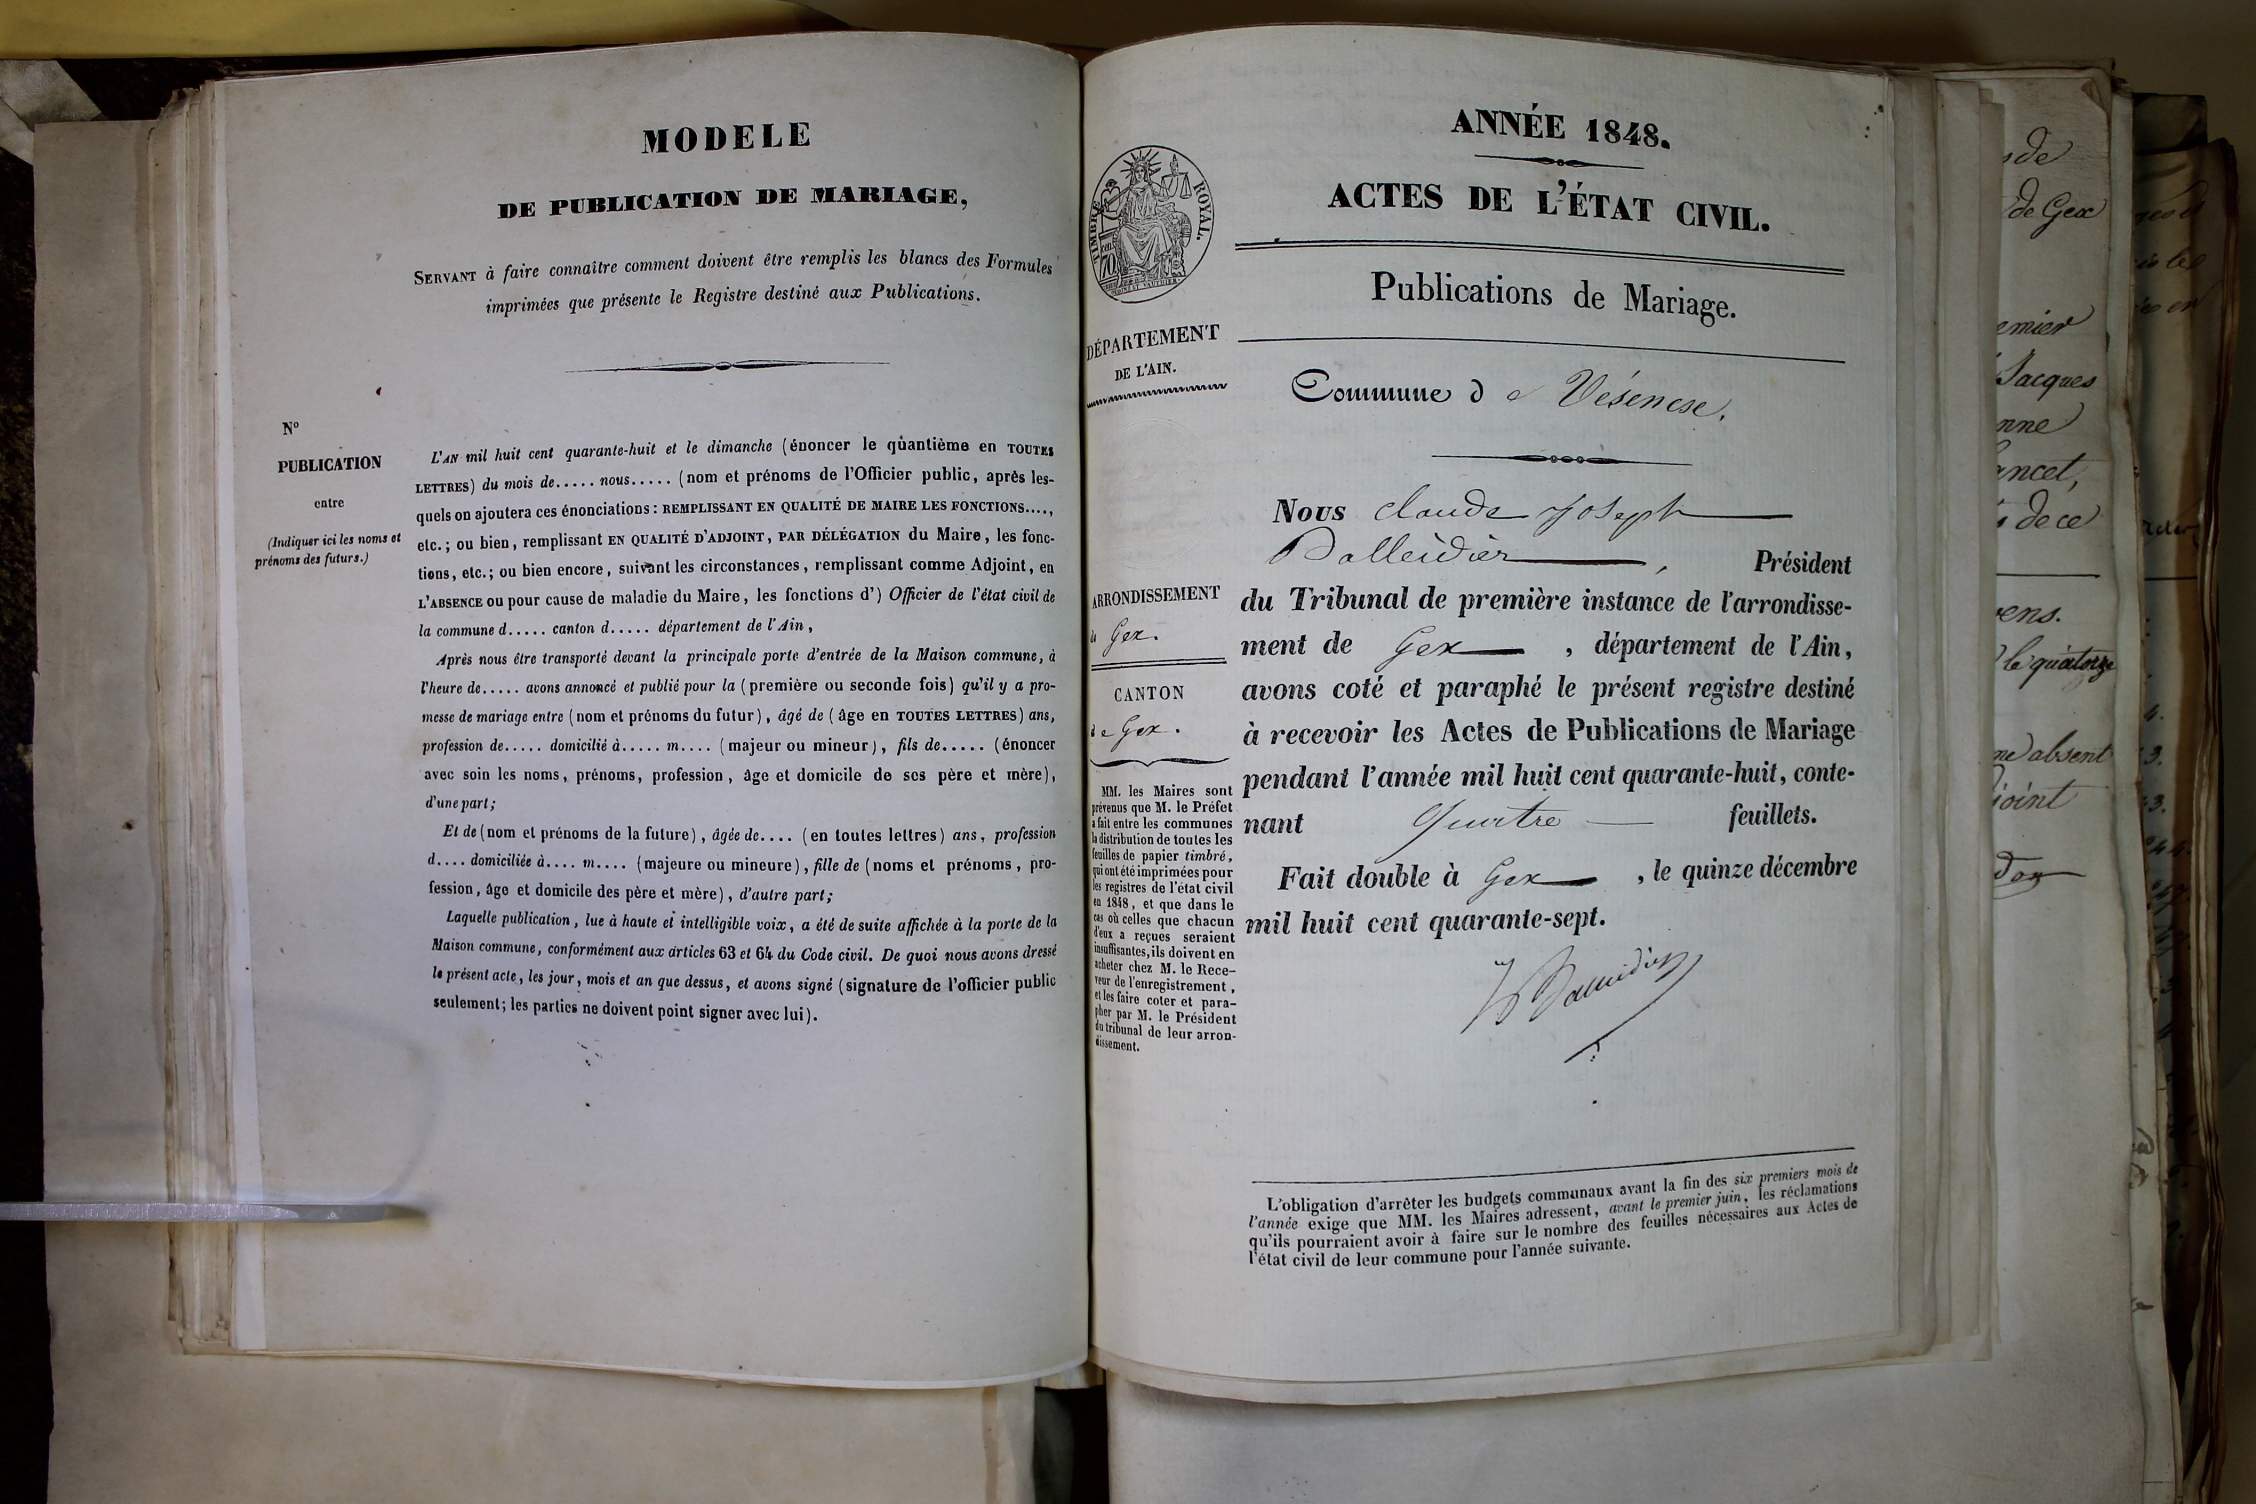 MODELE
DE PUBLICATION DE MARIAGE,
SERVANT à faire connaître comment doivent être remplis les blancs des Formules
imprimées que présente le Registre destiné aux Publications.
N°
PUBLICATION
entre
(Indiquer ici les noms et
prénoms des futurs.)
L'AN mil huit cent quarante-huit et le dimanche (énoncer le quantième en TOUTES
LETTRES) du mois de..... nous..... (nom et prénoms de l'Officier public, après les-
quels on ajoutera ces énonciations : REMPLISSANT EN QUALITÉ DE MAIRE LES FONCTIONS....,
etc.; ou bien, remplissant EN QUALITÉ D'ADJOINT, PAR DÉLÉGATION du Maire, les fonc-
tions, etc.; ou bien encore, suivant les circonstances, remplissant comme Adjoint, en
L'ABSENCE ou pour cause de maladie du Maire, les fonctions d') Officier de l'état civil de
la commune d..... canton d..... département de l'Ain,
Après nous être transporté devant la principale porte d'entrée de la Maison commune, à
l'heure de..... avons annoncé et publié pour la (première ou seconde fois) qu'il y a pro-
messe de mariage entre (nom et prénoms du futur), âgé de (âge en TOUTES LETTRES) ans,
profession de..... domicilié à..... m.... (majeur ou mineur), fils de..... (énoncer
avec soin les noms, prénoms, profession, âge et domicile de ses père et mère),
d'une part;
Et de (nom et prénoms de la future), âgée de.... (en toutes lettres) ans, profession
d.... domiciliée à.... m.... (majeure ou mineure), fille de (noms et prénoms, pro-
fession, âge et domicile des père et mère), d'autre part;
Laquelle publication, lue à haute et intelligible voix, a été de suite affichée à la porte de la
Maison commune, conformément aux articles 63 et 64 du Code civil. De quoi nous avons dressé
le présent acte, les jour, mois et an que dessus, et avons signé (signature de l'officier public
seulement; les parties ne doivent point signer avec lui).
ANNÉE 1848.
ACTES DE L'ÉTAT CIVIL.
TIMBRE ROYAL.
70
Publications de Mariage.
DÉPARTEMENT
DE L'AIN.
Commune de Vésenese.
Nous Claude Joseph
Balleidier, Président
du Tribunal de première instance de l'arrondisse-
ment de Gex, département de l'Ain,
avons coté et paraphé le présent registre destiné
à recevoir les Actes de Publications de Mariage
pendant l'année mil huit cent quarante-huit, conte-
nant Quatre feuillets.
Fait double à Gex, le quinze décembre
mil huit cent quarante-sept.
ARRONDISSEMENT
de Gex.
CANTON
de Gex.
MM. les Maires sont
prévenus que M. le Préfet
a fait entre les communes
la distribution de toutes les
feuilles de papier timbré,
qui ont été imprimées pour
les registres de l'état civil
en 1848, et que dans le
cas où celles que chacun
d'eux a reçues seraient
insuffisantes, ils doivent en
acheter chez M. le Rece-
veur de l'enregistrement,
et les faire coter et para-
pher par M. le Président
du tribunal de leur arron-
dissement.
L'obligation d'arrêter les budgets communaux avant la fin des six premiers mois de
l'année exige que MM. les Maires adressent, avant le premier juin, les réclamations
qu'ils pourraient avoir à faire sur le nombre des feuilles nécessaires aux Actes de
l'état civil de leur commune pour l'année suivante.
de
de Gex
emier
Jacques
nne
ancet,
de ce
vens.
le quatorze
absent
joint